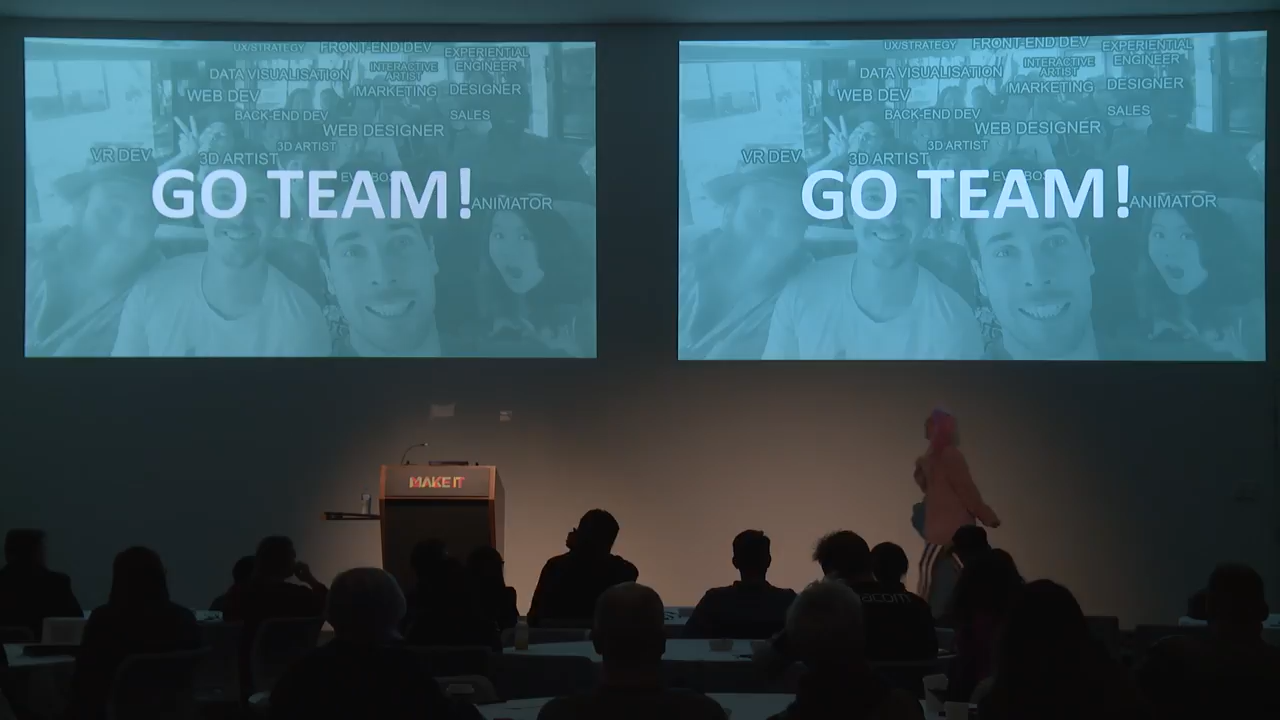 UX/STRATEGY FRONT-END DEV EXPERIENTIAL ENGINEER
DATA VISUALISATION INTERACTIVE ARTIST
WEB DEV MARKETING DESIGNER
BACK-END DEV SALES
WEB DESIGNER
3D ARTIST
VR DEV 3D ARTIST
GO TEAM!
ANIMATOR
UX/STRATEGY FRONT-END DEV EXPERIENTIAL ENGINEER
DATA VISUALISATION INTERACTIVE ARTIST
WEB DEV MARKETING DESIGNER
BACK-END DEV SALES
WEB DESIGNER
3D ARTIST
VR DEV 3D ARTIST
GO TEAM!
ANIMATOR
MAKE IT